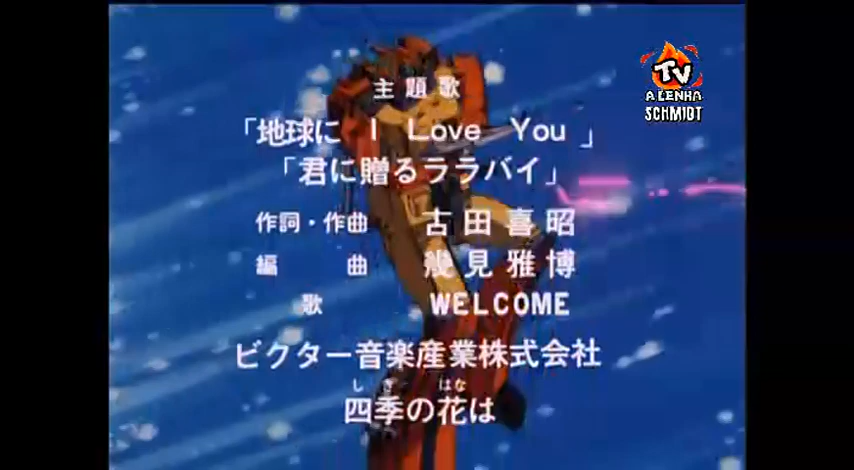 TV
A LENHA
SCHMIDT
主題歌
「地球に I Love You」
「君に贈るララバイ」
作詞・作曲 古田喜昭
編曲 幾見雅博
歌 WELCOME
ビクター音楽産業株式会社
しき はな
四季の花は